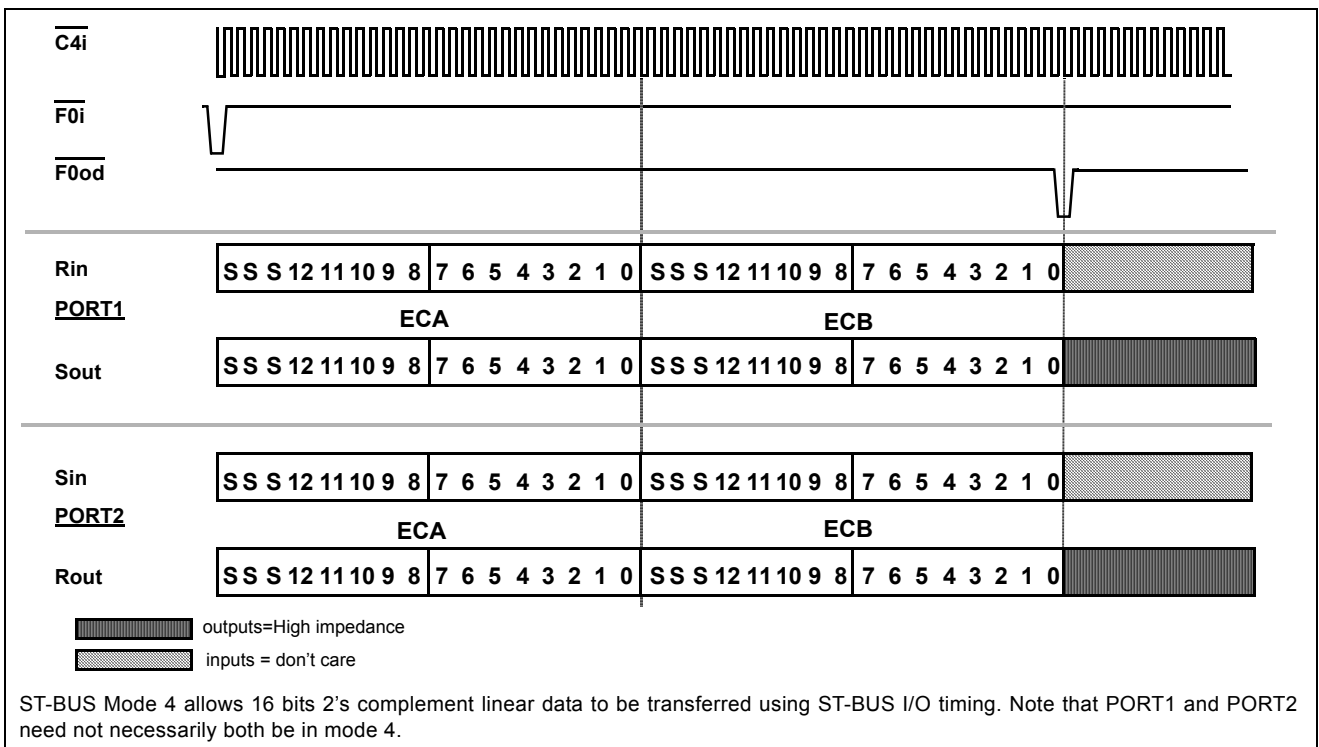 C4i
F0i
F0od
Rin
S S S 12 11 10 9 8 7 6 5 4 3 2 1 0 S S S 12 11 10 9 8 7 6 5 4 3 2 1 0
PORT1
ECA ECB
Sout
S S S 12 11 10 9 8 7 6 5 4 3 2 1 0 S S S 12 11 10 9 8 7 6 5 4 3 2 1 0
Sin
S S S 12 11 10 9 8 7 6 5 4 3 2 1 0 S S S 12 11 10 9 8 7 6 5 4 3 2 1 0
PORT2
ECA ECB
Rout
S S S 12 11 10 9 8 7 6 5 4 3 2 1 0 S S S 12 11 10 9 8 7 6 5 4 3 2 1 0
outputs=High impedance
inputs = don't care
ST-BUS Mode 4 allows 16 bits 2's complement linear data to be transferred using ST-BUS I/O timing. Note that PORT1 and PORT2
need not necessarily both be in mode 4.